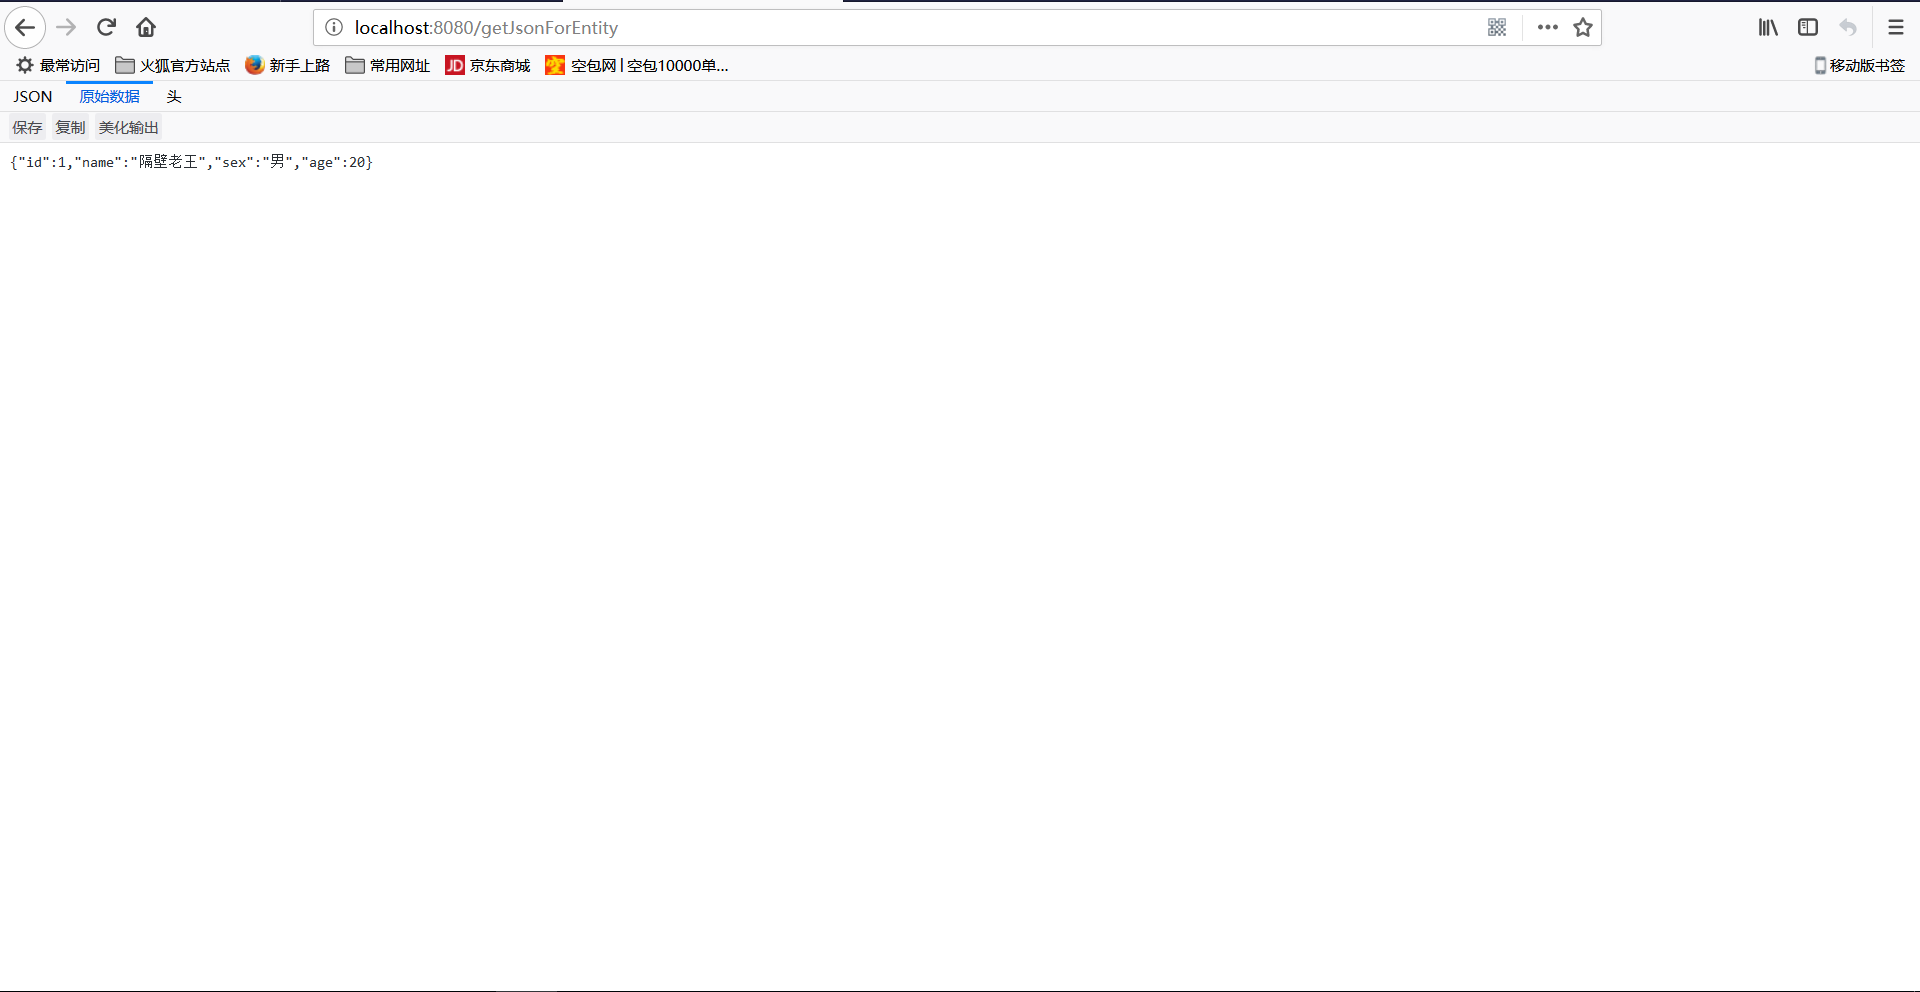 localhost:8080/getJsonForEntity
最常访问 火狐官方站点 新手上路 常用网址 JD 京东商城 空 空包网 | 空包10000单... 移动版书签
JSON 原始数据 头
保存 复制 美化输出
{"id":1,"name":"隔壁老王","sex":"男","age":20}